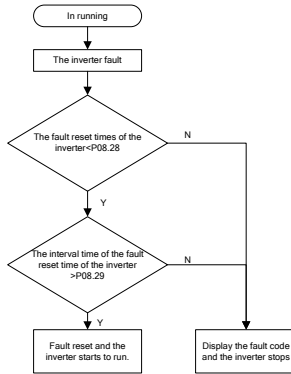 In running
The inverter fault
The fault reset times of the
inverter<P08.28
N
Y
The interval time of the fault
reset time of the inverter
>P08.29
N
Y
Fault reset and the
inverter starts to run.
Display the fault code
and the inverter stops